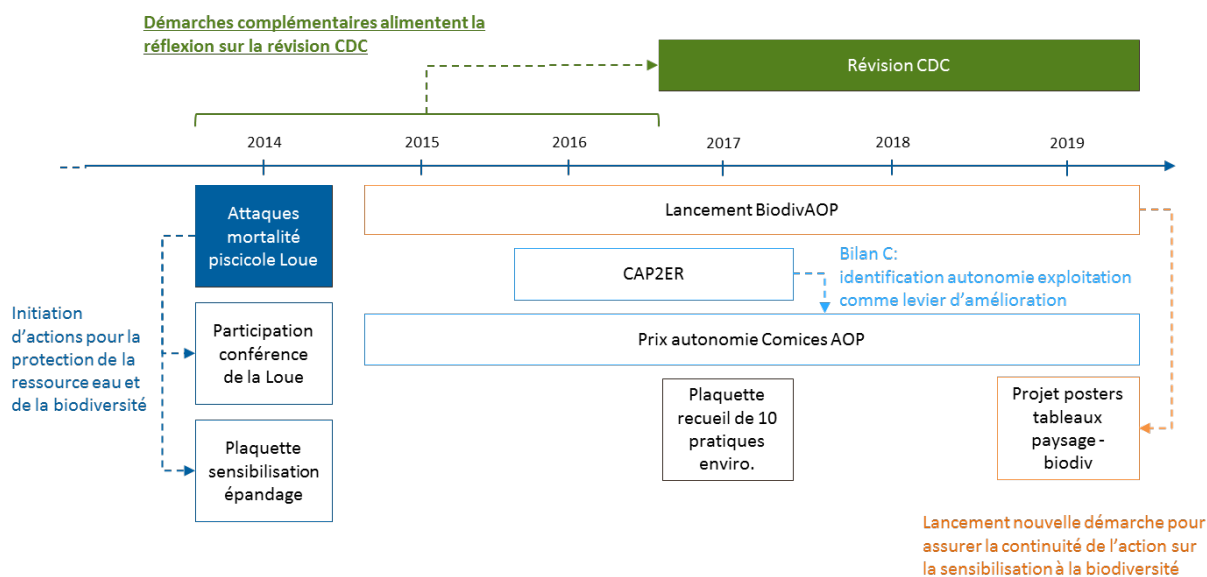 Démarches complémentaires alimentent la
réflexion sur la révision CDC
Révision CDC
2014
2015
2016
2017
2018
2019
Attaques
mortalité
piscicole Loue
Lancement BiodivAOP
CAP2ER
Bilan C:
identification autonomie exploitation
comme levier d’amélioration
Initiation
d’actions pour la
protection de la
ressource eau et
de la biodiversité
Participation
conférence
de la Loue
Prix autonomie Comices AOP
Plaquette
recueil de 10
pratiques
enviro.
Projet posters
tableaux
paysage -
biodiv
Plaquette
sensibilisation
épandage
Lancement nouvelle démarche pour
assurer la continuité de l’action sur
la sensibilisation à la biodiversité